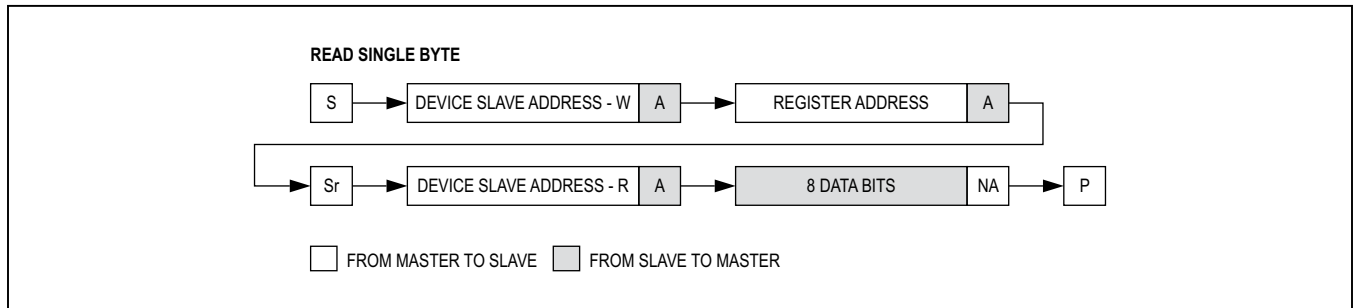 READ SINGLE BYTE
S DEVICE SLAVE ADDRESS - W A REGISTER ADDRESS A
Sr DEVICE SLAVE ADDRESS - R A 8 DATA BITS NA P
FROM MASTER TO SLAVE FROM SLAVE TO MASTER